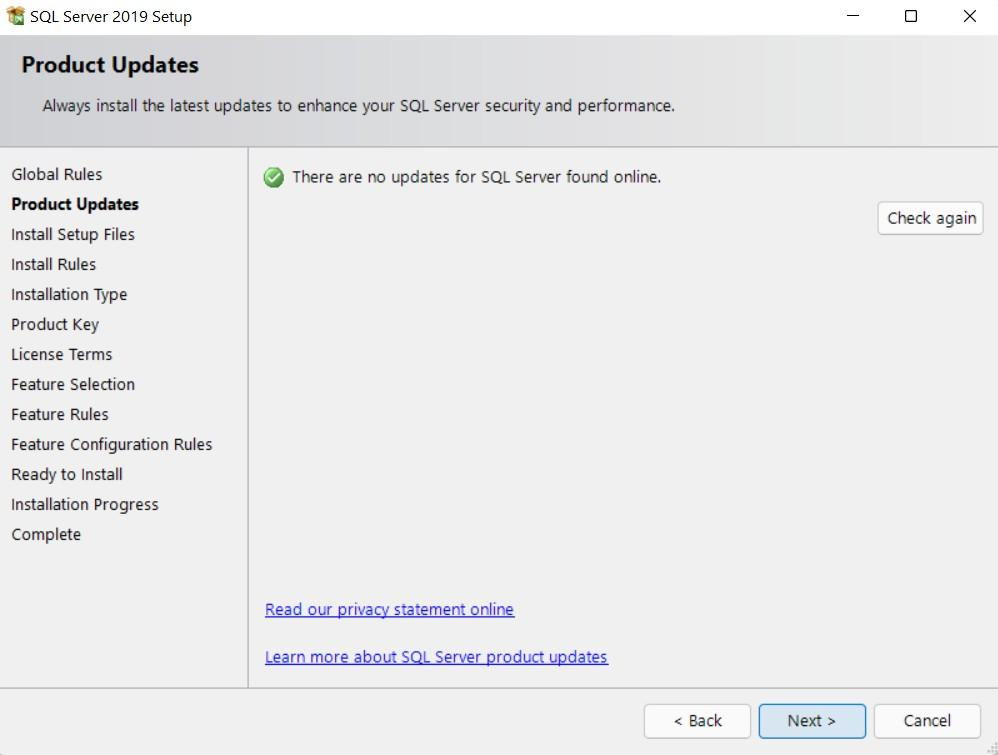 SQL Server 2019 Setup
Product Updates
Always install the latest updates to enhance your SQL Server security and performance.
Global Rules
Product Updates
Install Setup Files
Install Rules
Installation Type
Product Key
License Terms
Feature Selection
Feature Rules
Feature Configuration Rules
Ready to Install
Installation Progress
Complete
There are no updates for SQL Server found online.
Check again
Read our privacy statement online
Learn more about SQL Server product updates
< Back
Next >
Cancel